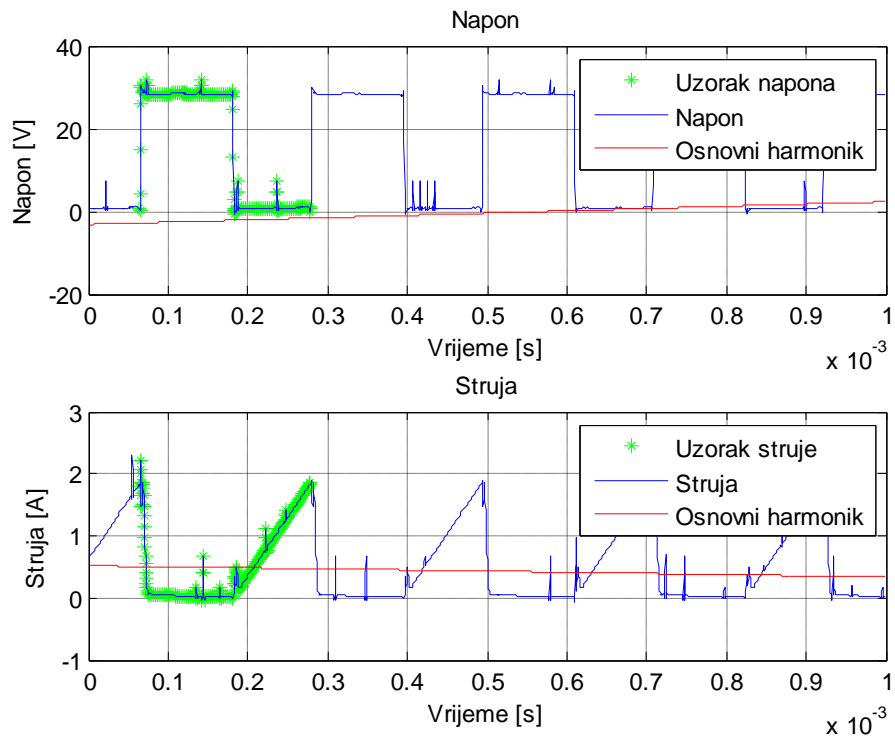 Napon
40
20
0
-20
Napon [V]
Uzorak napona
Napon
Osnovni harmonik
0 0.1 0.2 0.3 0.4 0.5 0.6 0.7 0.8 0.9 1
Vrijeme [s]
x 10⁻³
Struja
3
2
1
0
-1
Struja [A]
Uzorak struje
Struja
Osnovni harmonik
0 0.1 0.2 0.3 0.4 0.5 0.6 0.7 0.8 0.9 1
Vrijeme [s]
x 10⁻³